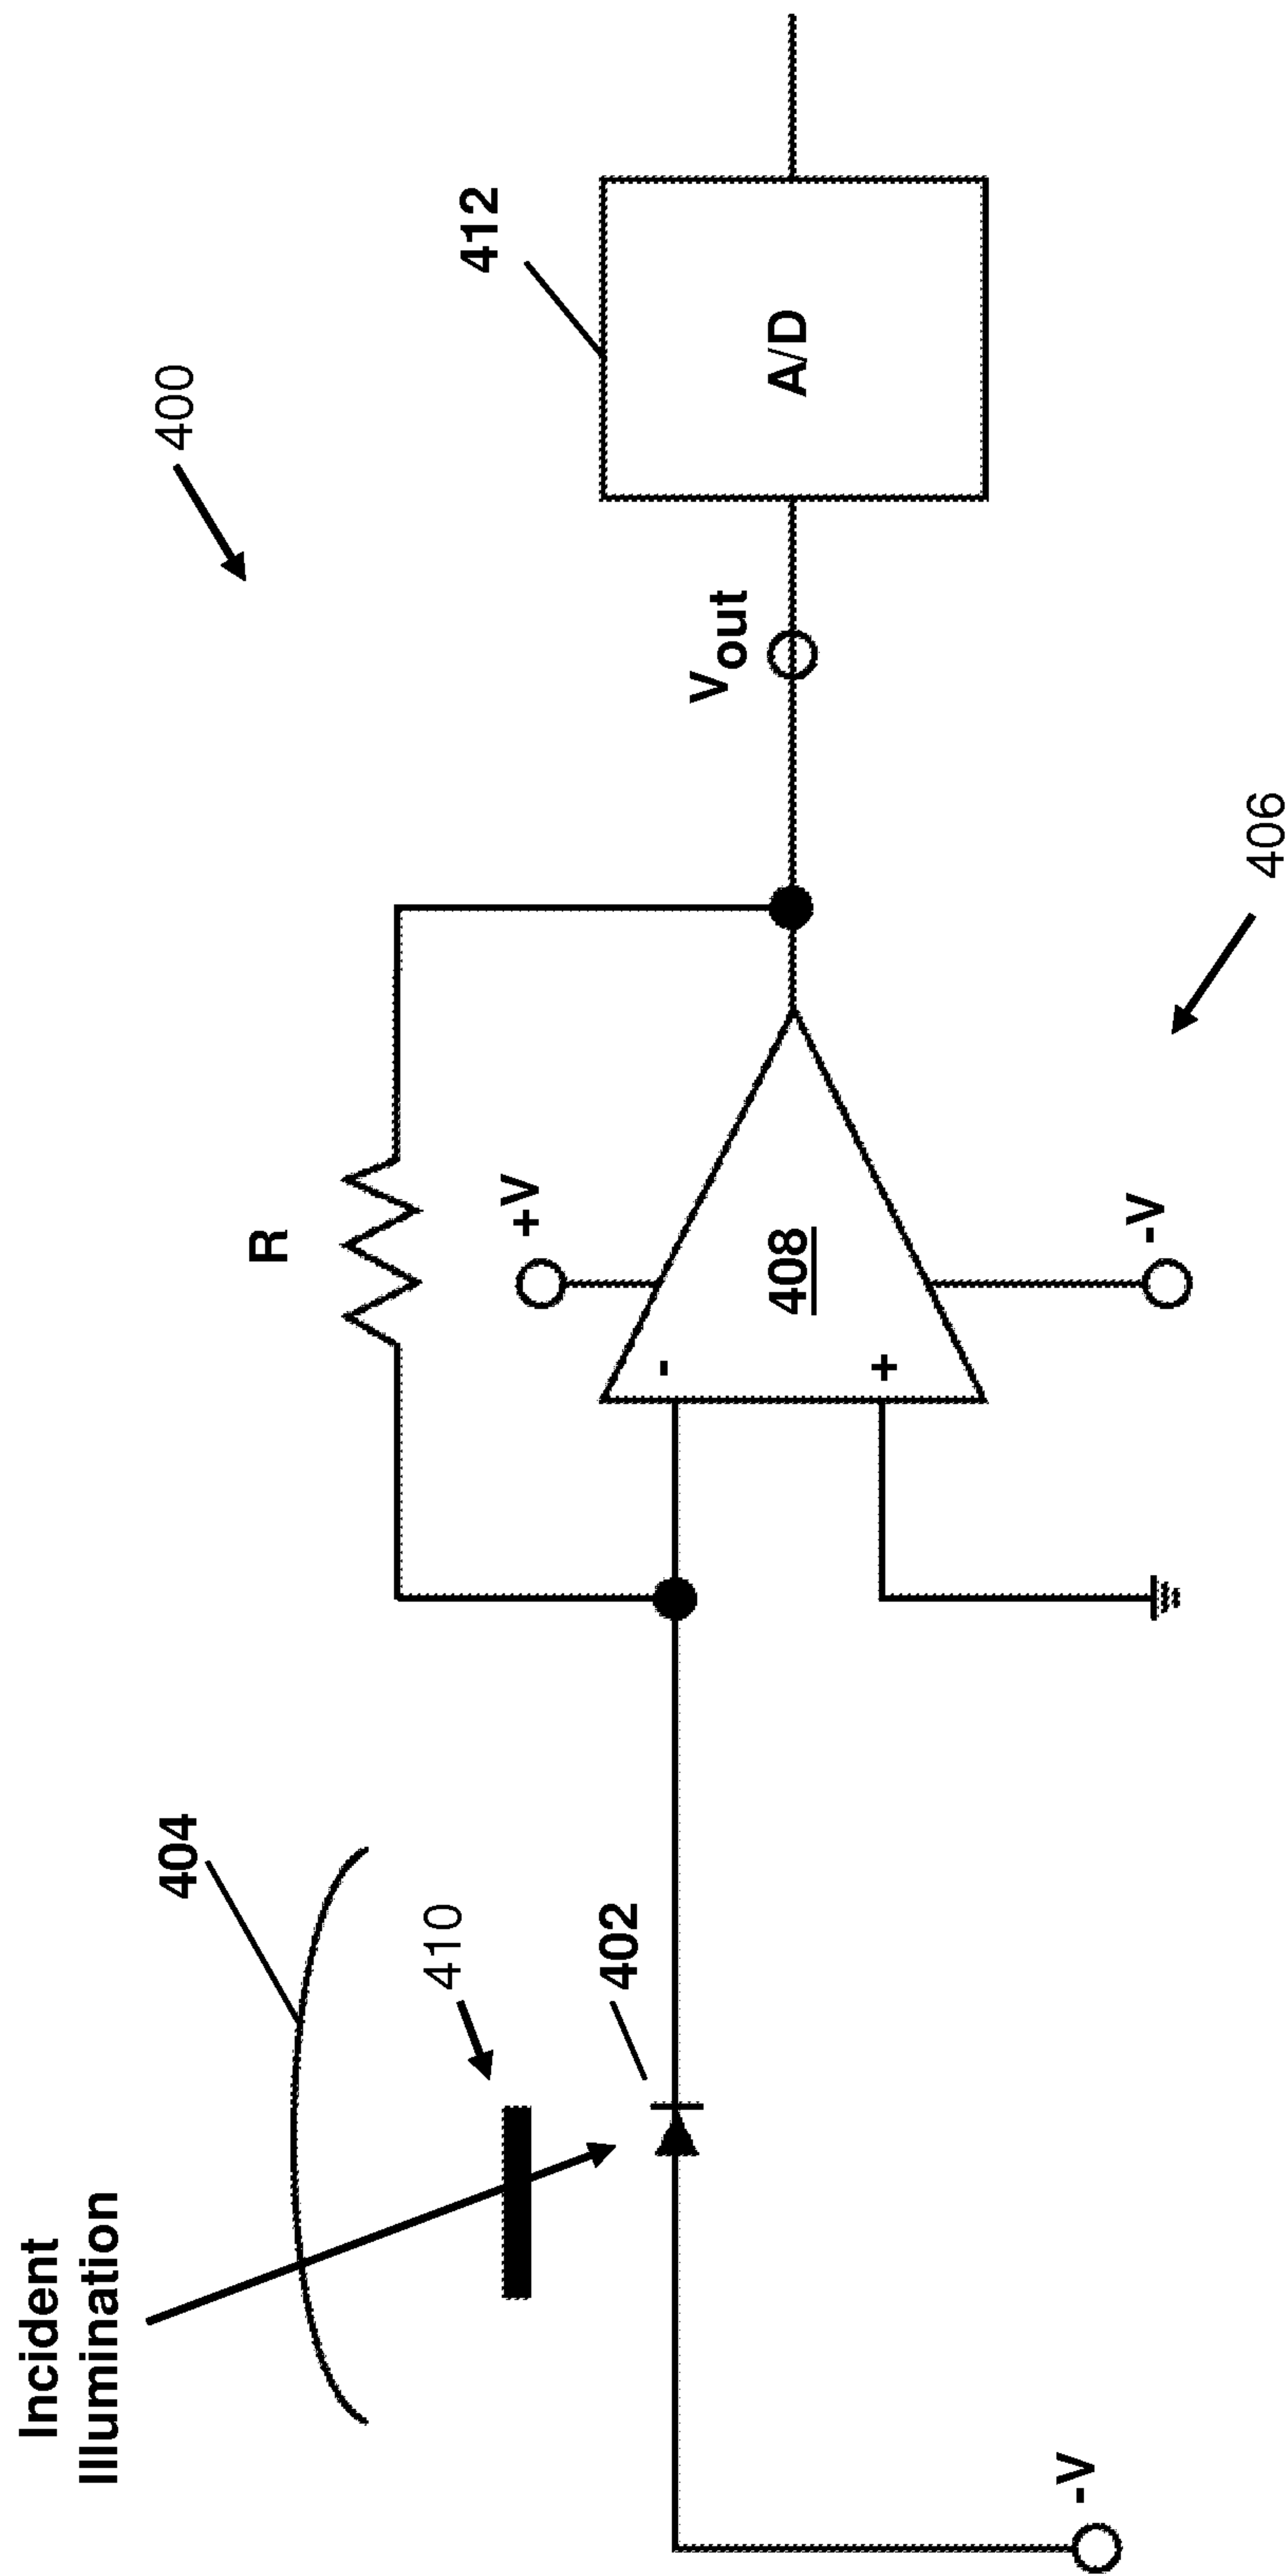 400
412
404
Incident
Illumination
410
R
+V
Vout
A/D
402
-
408
+
-V
-V
406